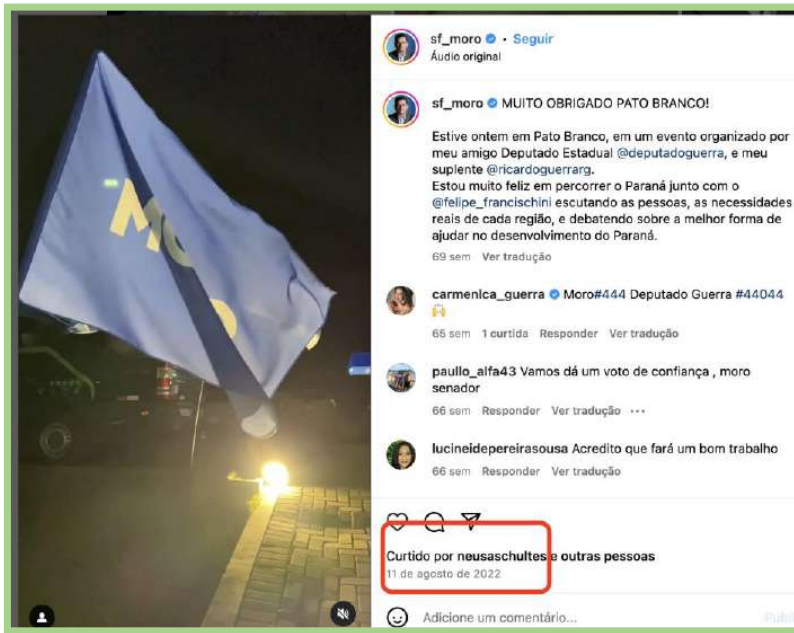 MO
sf_moro • Seguir
Áudio original
sf_moro MUITO OBRIGADO PATO BRANCO!
Estive ontem em Pato Branco, em um evento organizado por
meu amigo Deputado Estadual @deputadoguerra, e meu
suplente @ricardoguerrarg.
Estou muito feliz em percorrer o Paraná junto com o
@felipe_francischini escutando as pessoas, as necessidades
reais de cada região, e debatendo sobre a melhor forma de
ajudar no desenvolvimento do Paraná.
69 sem Ver tradução
carmenica_guerra Moro#444 Deputado Guerra #44044
65 sem 1 curtida Responder Ver tradução
paullo_alfa43 Vamos dá um voto de confiança , moro
senador
66 sem Responder Ver tradução •••
lucineidepereirasousa Acredito que fará um bom trabalho
66 sem Responder Ver tradução
Curtido por neusaschultes e outras pessoas
11 de agosto de 2022
Adicione um comentário...